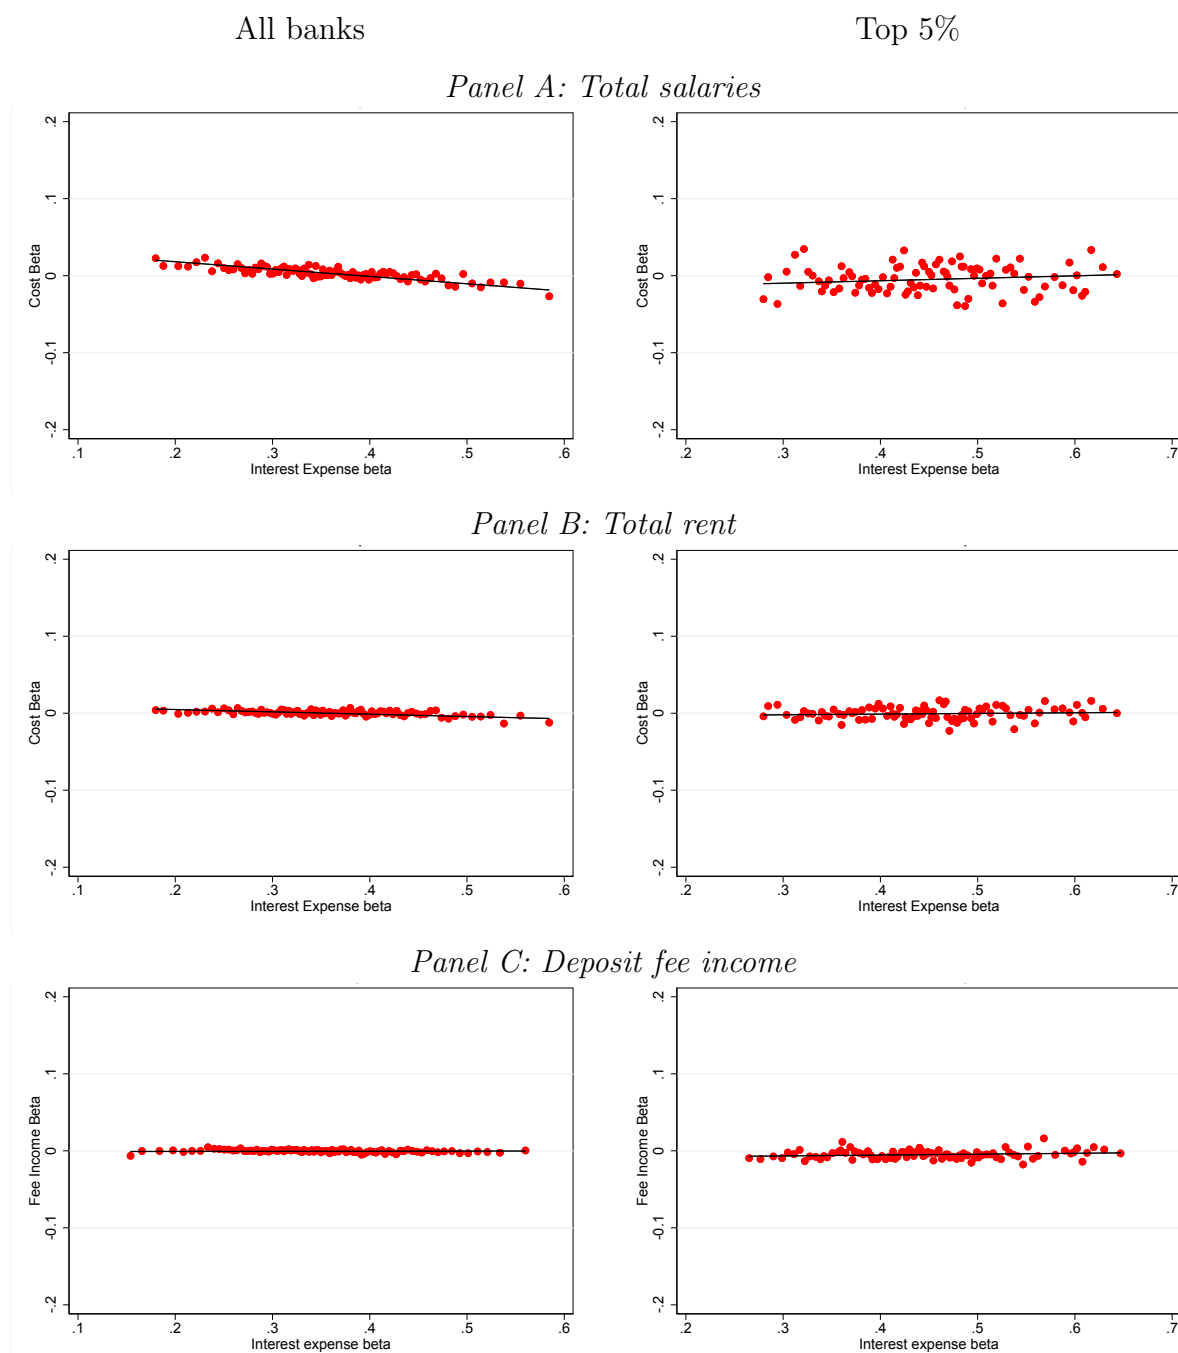 All banks
Top 5%
Panel A: Total salaries
.2
.1
0
-0.1
-.2
Cost Beta
.1 .2 .3 .4 .5 .6
Interest Expense beta
.2
.1
0
-0.1
-.2
Cost Beta
.2 .3 .4 .5 .6 .7
Interest Expense beta
Panel B: Total rent
.2
.1
0
-0.1
-.2
Cost Beta
.1 .2 .3 .4 .5 .6
Interest Expense beta
.2
.1
0
-0.1
-.2
Cost Beta
.2 .3 .4 .5 .6 .7
Interest Expense beta
Panel C: Deposit fee income
.2
.1
0
-0.1
-.2
Fee Income Beta
.1 .2 .3 .4 .5 .6
Interest expense beta
.2
.1
0
-0.1
-.2
Fee Income Beta
.2 .3 .4 .5 .6 .7
Interest expense beta